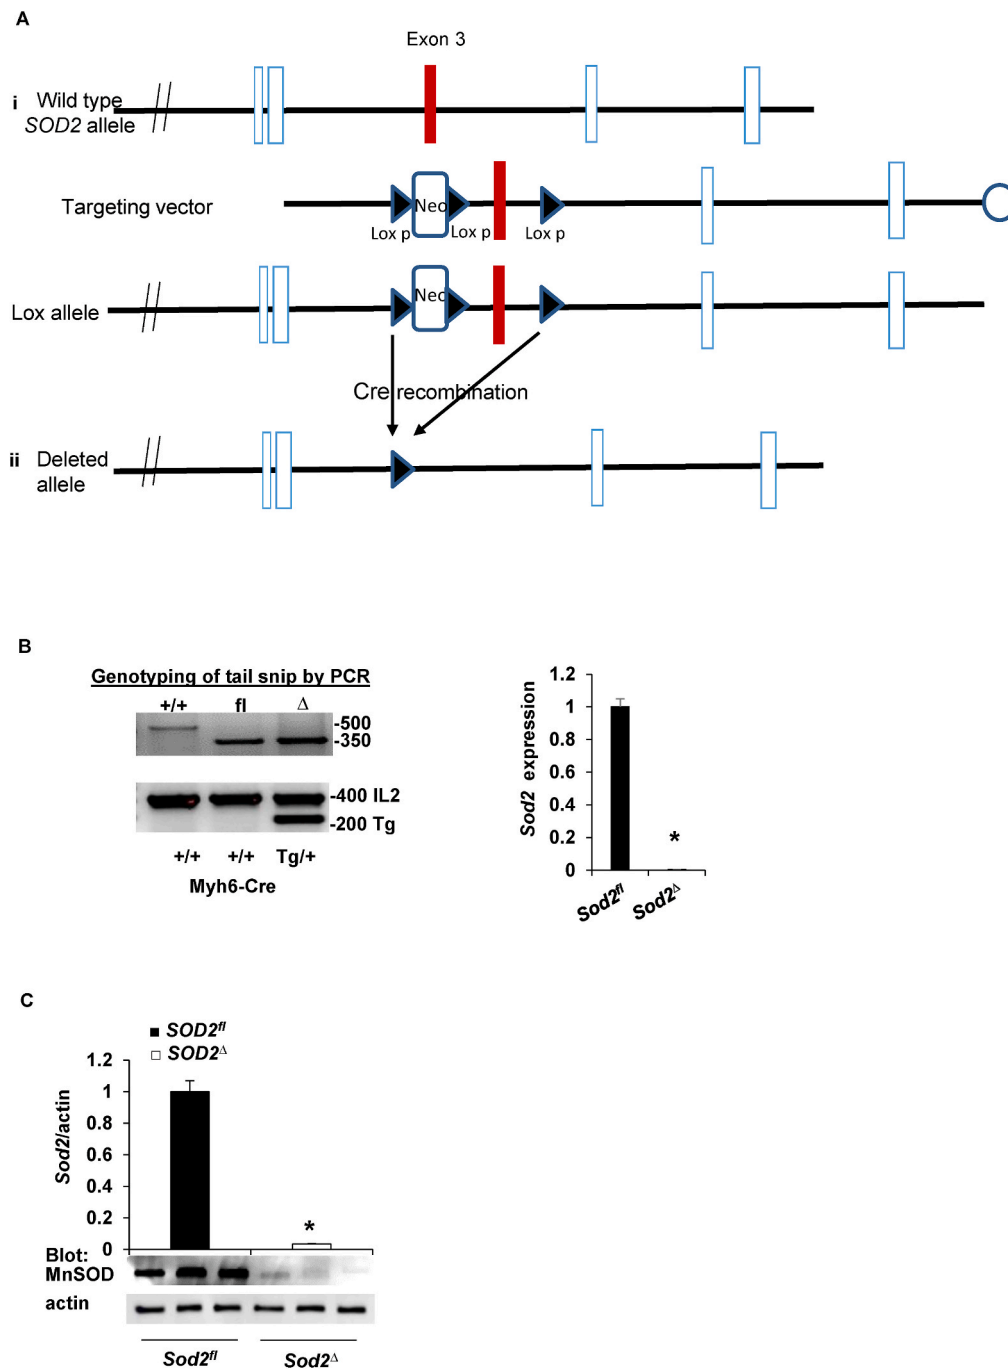 A
Exon 3
i Wild type
SOD2 allele
Targeting vector
Neo
Lox p Lox p Lox p
Lox allele
Neo
Cre recombination
ii Deleted
allele
B
Genotyping of tail snip by PCR
+/+ fl Δ
-500
-350
-400 IL2
-200 Tg
+/+ +/+ Tg/+
Myh6-Cre
Sod2 expression
1.2
1
0.8
0.6
0.4
0.2
0
Sod2fl Sod2Δ
*
C
SOD2fl
SOD2Δ
Sod2/actin
1.2
1
0.8
0.6
0.4
0.2
0
*
Blot:
MnSOD
actin
Sod2fl Sod2Δ